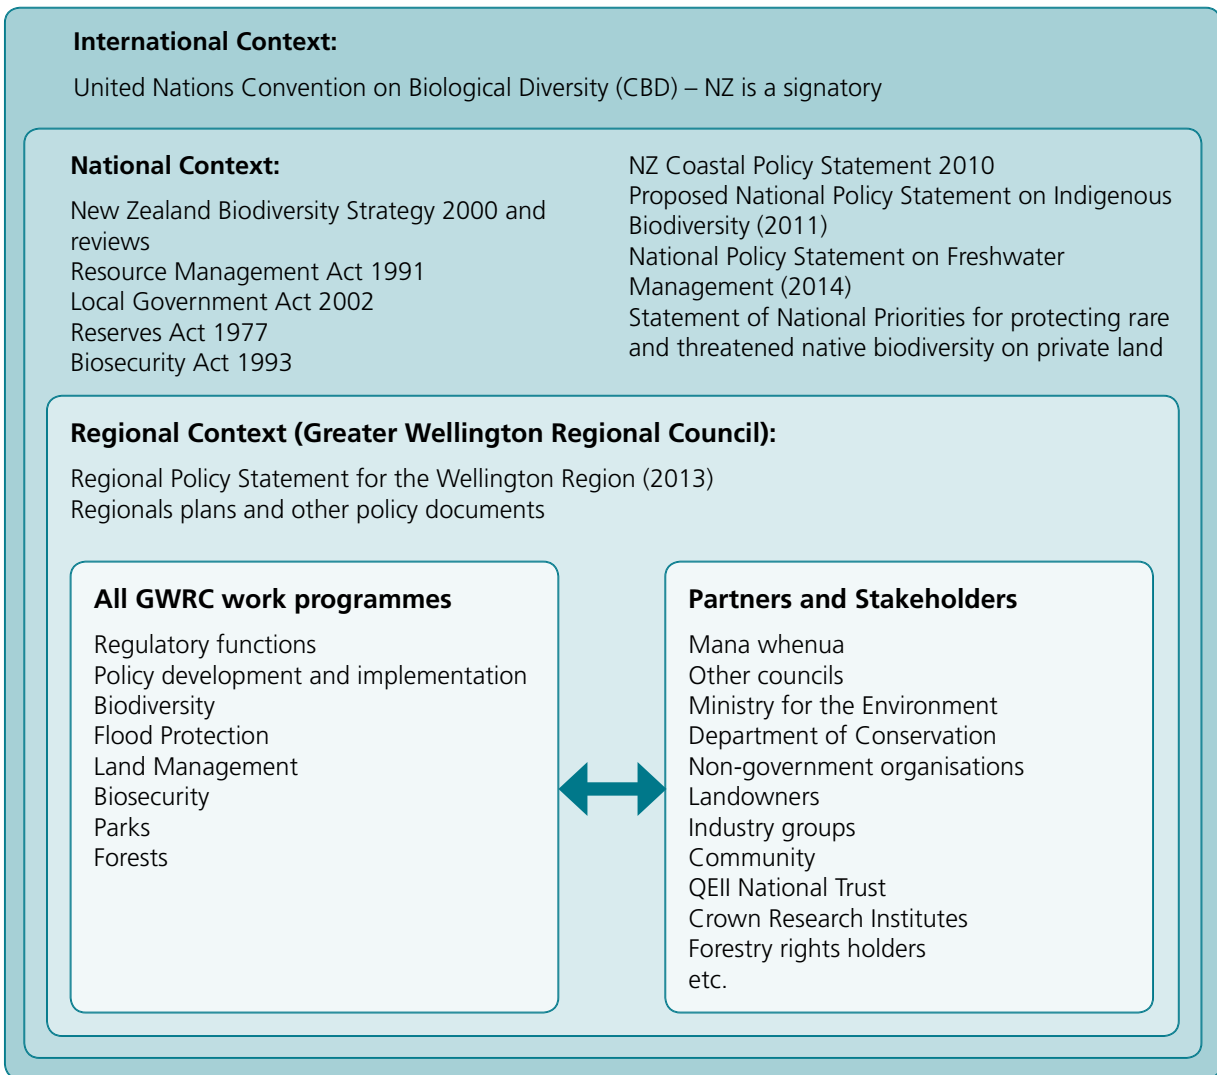 International Context:
United Nations Convention on Biological Diversity (CBD) – NZ is a signatory
National Context:
New Zealand Biodiversity Strategy 2000 and
reviews
Resource Management Act 1991
Local Government Act 2002
Reserves Act 1977
Biosecurity Act 1993
NZ Coastal Policy Statement 2010
Proposed National Policy Statement on Indigenous
Biodiversity (2011)
National Policy Statement on Freshwater
Management (2014)
Statement of National Priorities for protecting rare
and threatened native biodiversity on private land
Regional Context (Greater Wellington Regional Council):
Regional Policy Statement for the Wellington Region (2013)
Regionals plans and other policy documents
All GWRC work programmes
Regulatory functions
Policy development and implementation
Biodiversity
Flood Protection
Land Management
Biosecurity
Parks
Forests
Partners and Stakeholders
Mana whenua
Other councils
Ministry for the Environment
Department of Conservation
Non-government organisations
Landowners
Industry groups
Community
QEII National Trust
Crown Research Institutes
Forestry rights holders
etc.